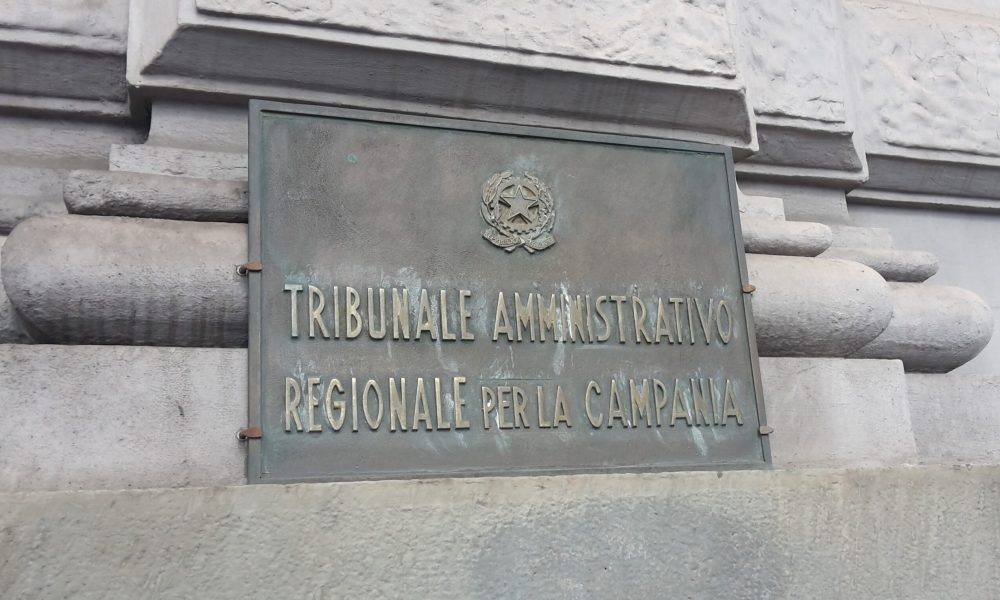 TRIBUNALE AMMINISTRATIVO
REGIONALE PER LA CAMPANIA